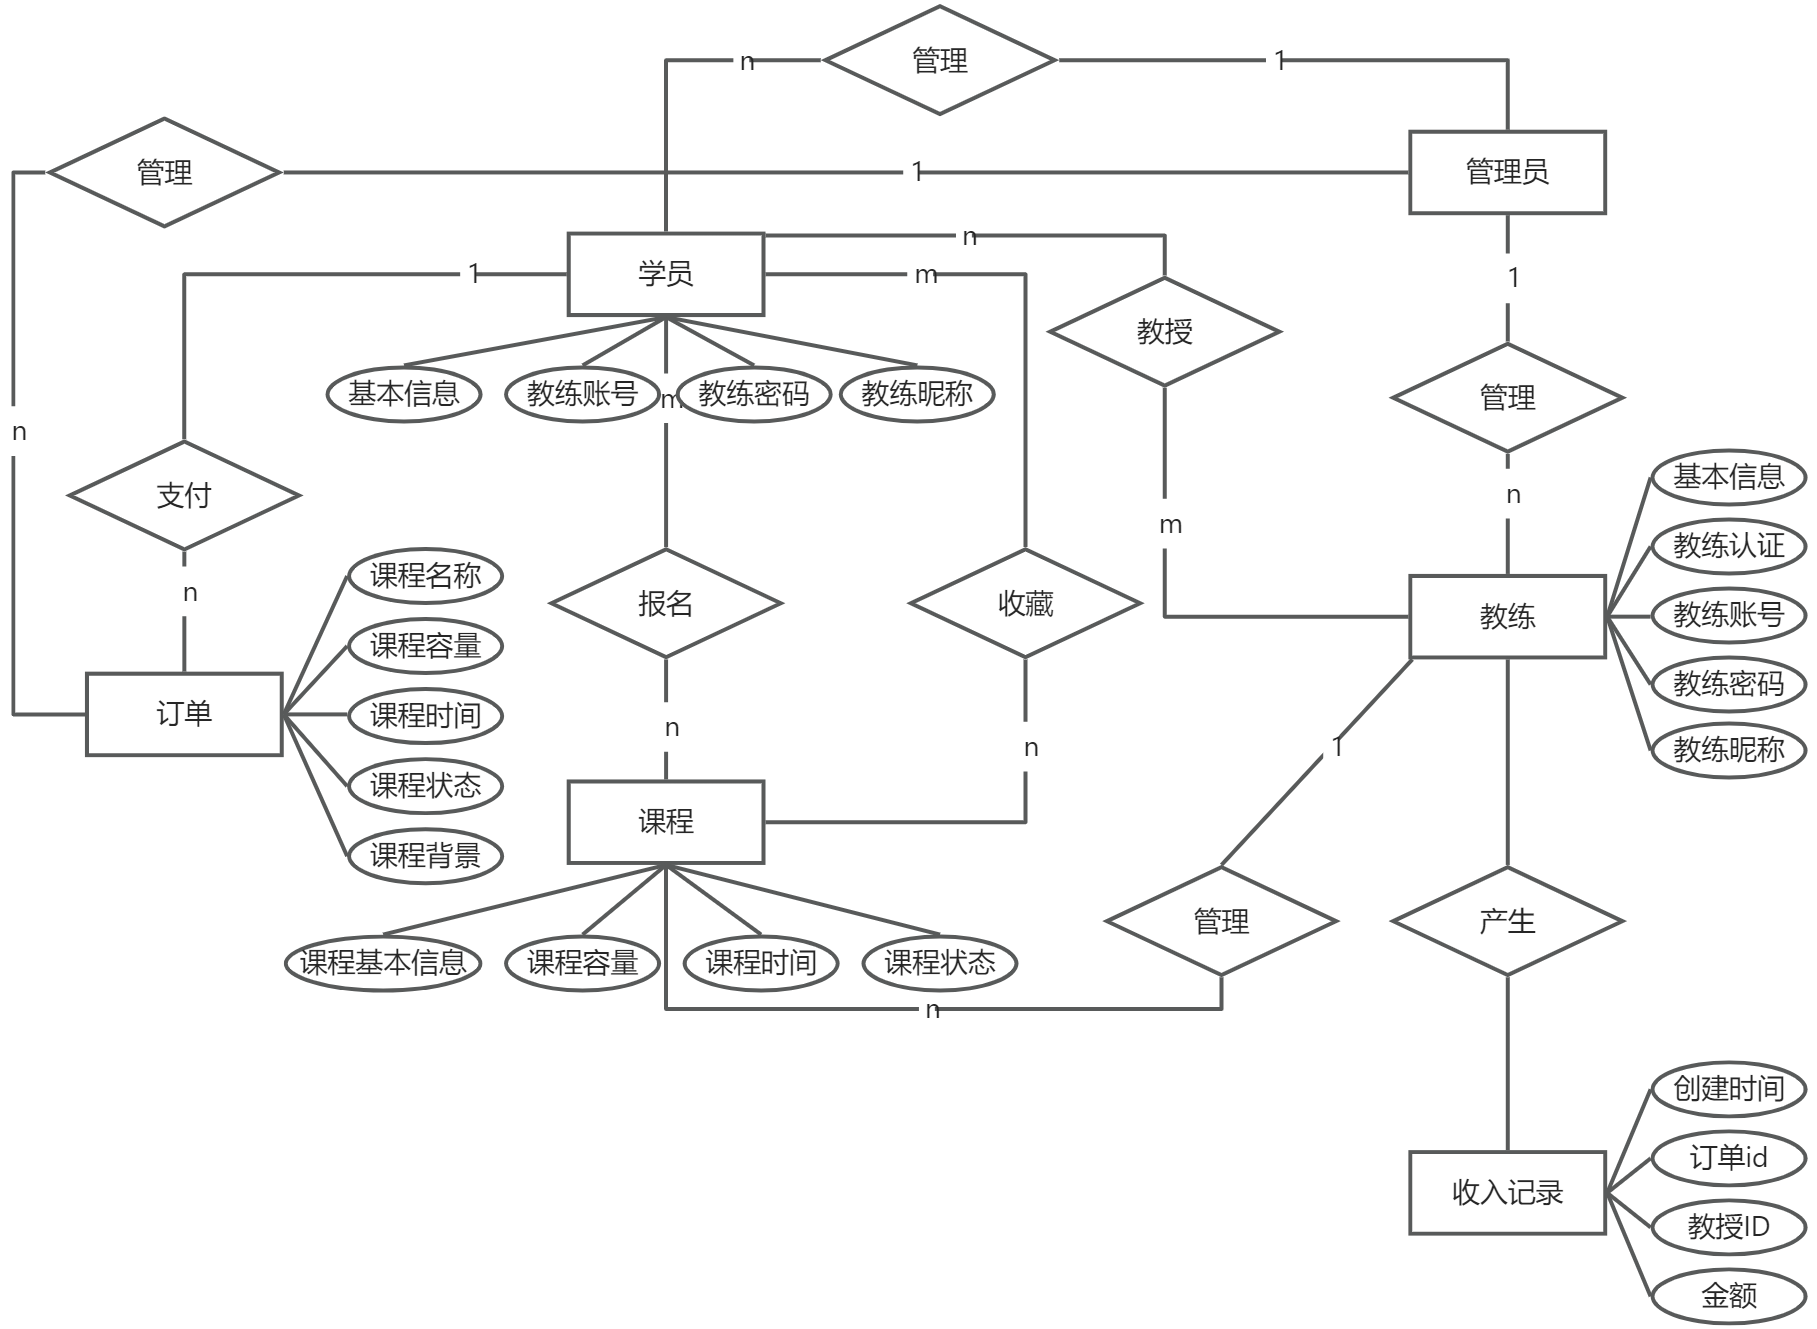 管理
n
1
管理
1
管理员
学员
n
1
m
1
教授
基本信息
教练账号
m
教练密码
教练昵称
管理
n
支付
基本信息
n
m
教练认证
课程名称
n
报名
收藏
教练
教练账号
课程容量
教练密码
订单
课程时间
n
n
1
教练昵称
课程状态
课程
课程背景
管理
产生
课程基本信息
课程容量
课程时间
课程状态
n
创建时间
订单id
收入记录
教授ID
金额